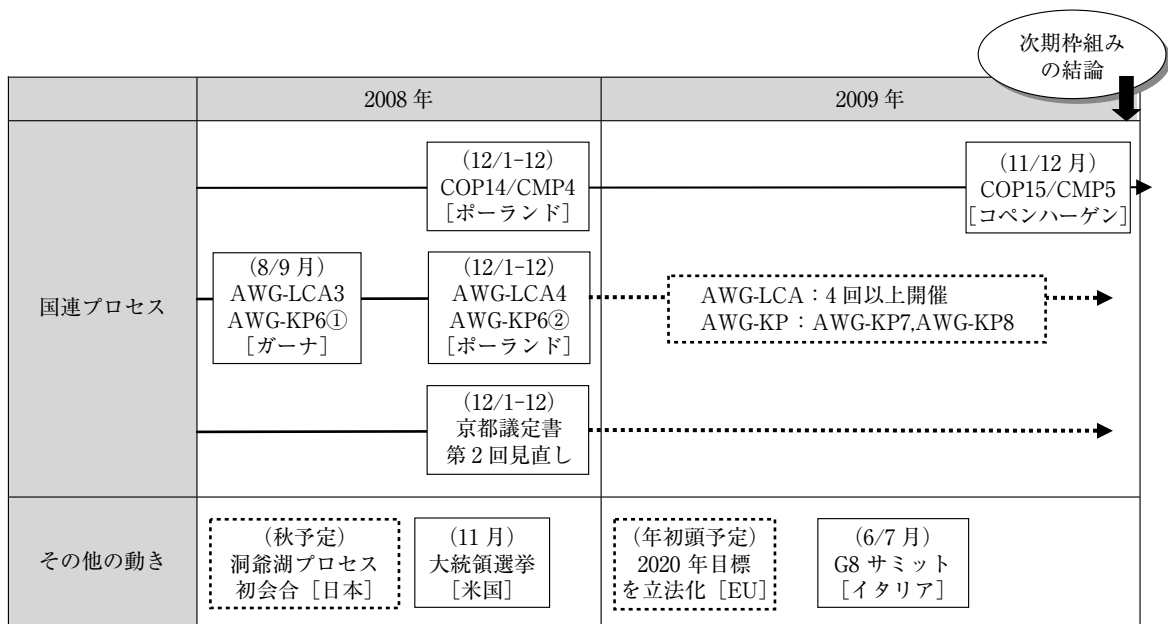 次期枠組み
の結論
2008 年
2009 年
国連プロセス
(12/1-12)
COP14/CMP4
［ポーランド］
(11/12 月)
COP15/CMP5
［コペンハーゲン］
(8/9 月)
AWG-LCA3
AWG-KP6①
［ガーナ］
(12/1-12)
AWG-LCA4
AWG-KP6②
［ポーランド］
AWG-LCA：4 回以上開催
AWG-KP：AWG-KP7,AWG-KP8
(12/1-12)
京都議定書
第 2 回見直し
その他の動き
(秋予定)
洞爺湖プロセス
初会合［日本］
(11 月)
大統領選挙
［米国］
(年初頭予定)
2020 年目標
を立法化［EU］
(6/7 月)
G8 サミット
［イタリア］